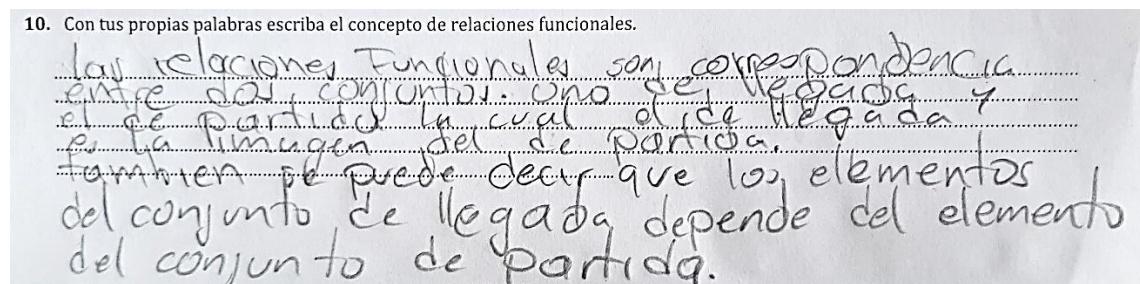 10. Con tus propias palabras escriba el concepto de relaciones funcionales.
las relaciones Funcionales son correspondencia
entre dos conjuntos. Uno de llegada y
el de partida la cual el de llegada
es la imagen del de partida.
tambien se puede decir que los elementos
del conjunto de llegada depende del elemento
del conjunto de partida.